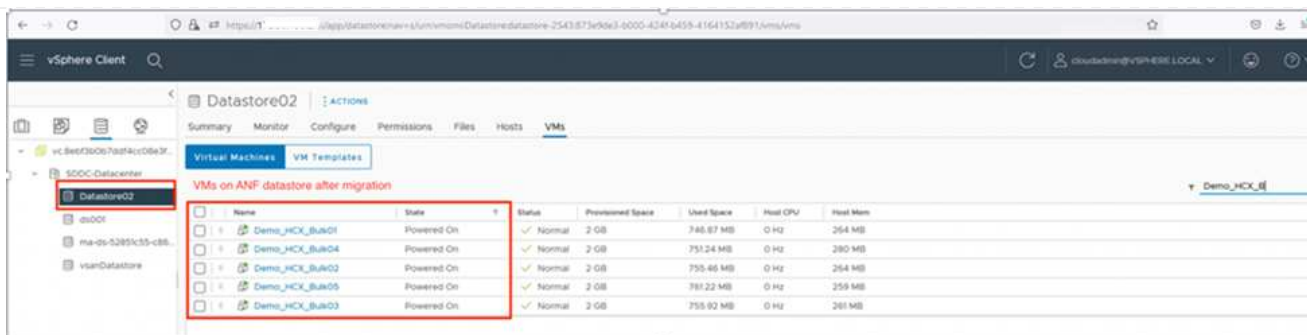 vSphere Client
cloudadmin@VSPHERE.LOCAL
Datastore02
ACTIONS
Summary Monitor Configure Permissions Files Hosts VMs
SDDC-Datacenter
Datastore02
ds001
vsanDatastore
Virtual Machines VM Templates
VMs on ANF datastore after migration
Demo_HCX_B
Name State Status Provisioned Space Used Space Host CPU Host Mem
Demo_HCX_Bulk01 Powered On Normal 2 GB 746.87 MB 0 Hz 264 MB
Demo_HCX_Bulk04 Powered On Normal 2 GB 751.24 MB 0 Hz 280 MB
Demo_HCX_Bulk02 Powered On Normal 2 GB 755.46 MB 0 Hz 264 MB
Demo_HCX_Bulk05 Powered On Normal 2 GB 761.22 MB 0 Hz 259 MB
Demo_HCX_Bulk03 Powered On Normal 2 GB 755.92 MB 0 Hz 261 MB